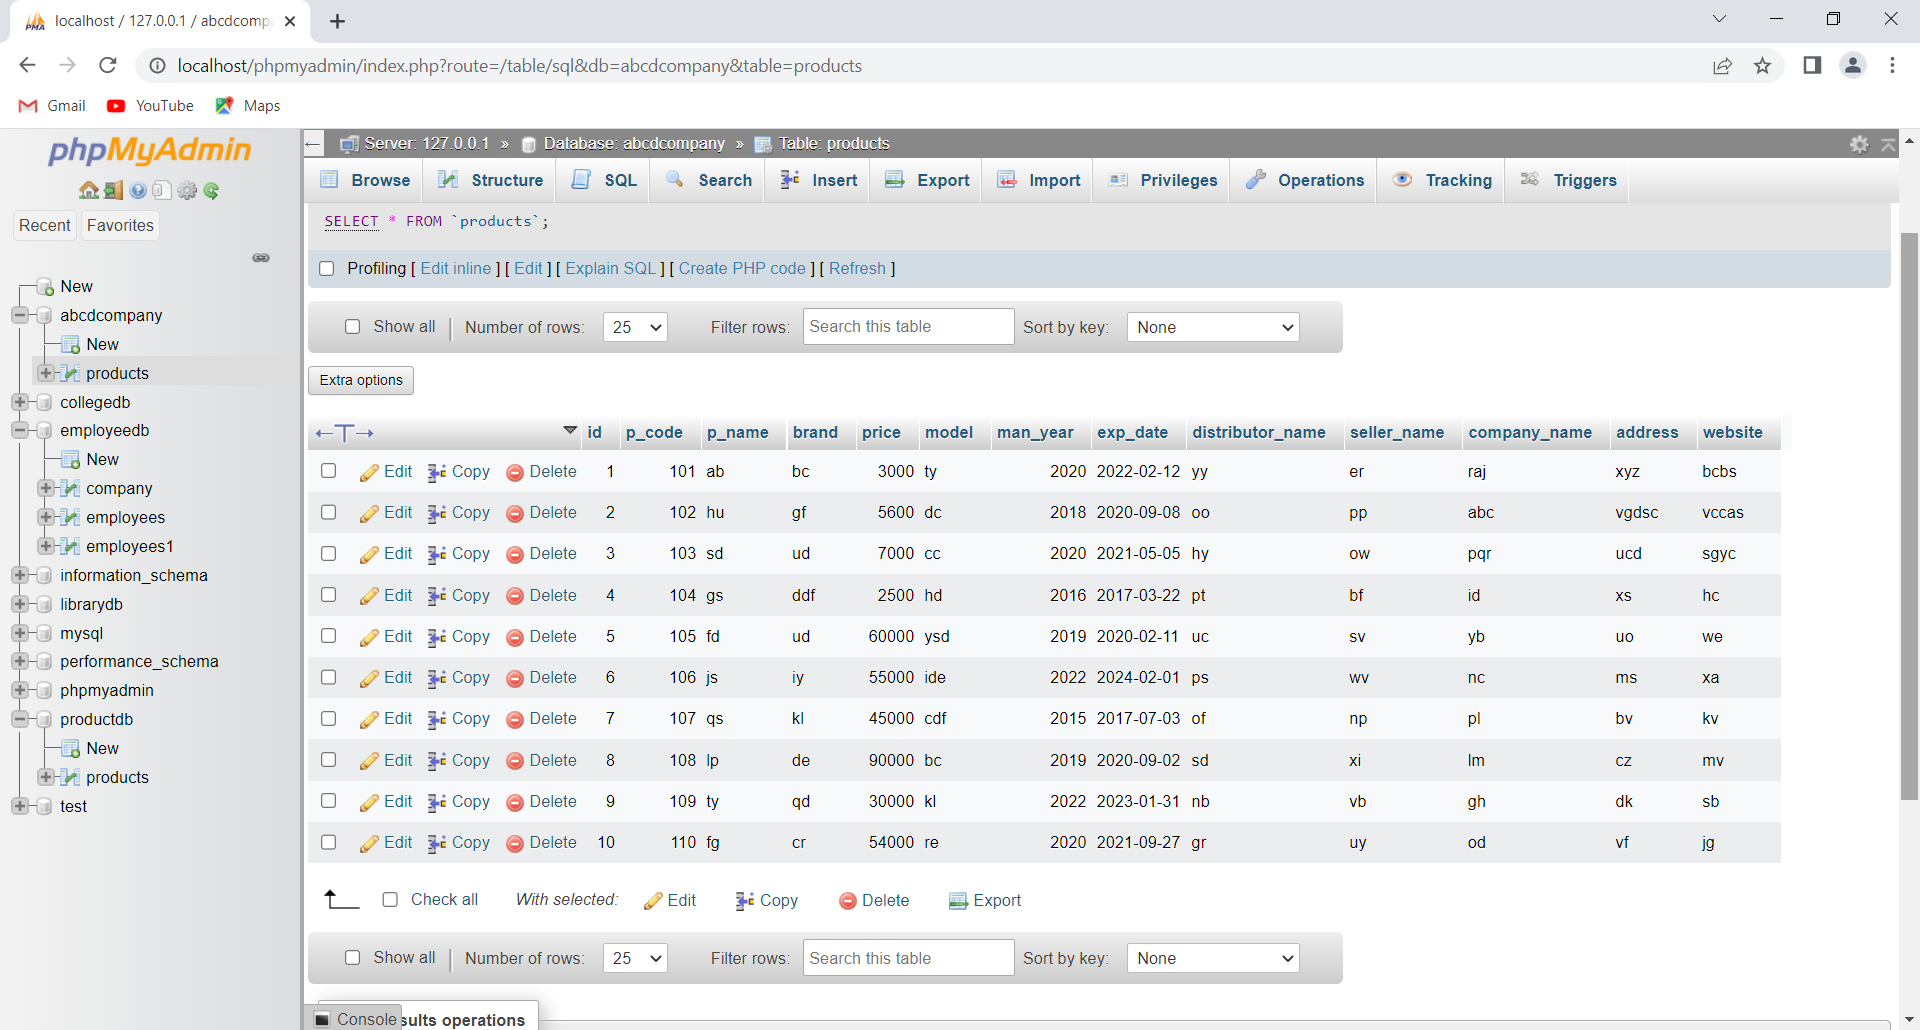 localhost / 127.0.0.1 / abcdcomp
localhost/phpmyadmin/index.php?route=/table/sql&db=abcdcompany&table=products
Gmail YouTube Maps
phpMyAdmin
Recent Favorites
New
abcdcompany
New
products
collegedb
employeedb
New
company
employees
employees1
information_schema
librarydb
mysql
performance_schema
phpmyadmin
productdb
New
products
test
Server: 127.0.0.1 » Database: abcdcompany » Table: products
Browse Structure SQL Search Insert Export Import Privileges Operations Tracking Triggers
SELECT * FROM `products`;
Profiling [ Edit inline ] [ Edit ] [ Explain SQL ] [ Create PHP code ] [ Refresh ]
Show all | Number of rows: 25 Filter rows: Search this table Sort by key: None
Extra options
←T→ id p_code p_name brand price model man_year exp_date distributor_name seller_name company_name address website
Edit Copy Delete 1 101 ab bc 3000 ty 2020 2022-02-12 yy er raj xyz bcbs
Edit Copy Delete 2 102 hu gf 5600 dc 2018 2020-09-08 oo pp abc vgdsc vccas
Edit Copy Delete 3 103 sd ud 7000 cc 2020 2021-05-05 hy ow pqr ucd sgyc
Edit Copy Delete 4 104 gs ddf 2500 hd 2016 2017-03-22 pt bf id xs hc
Edit Copy Delete 5 105 fd ud 60000 ysd 2019 2020-02-11 uc sv yb uo we
Edit Copy Delete 6 106 js iy 55000 ide 2022 2024-02-01 ps wv nc ms xa
Edit Copy Delete 7 107 qs kl 45000 cdf 2015 2017-07-03 of np pl bv kv
Edit Copy Delete 8 108 lp de 90000 bc 2019 2020-09-02 sd xi lm cz mv
Edit Copy Delete 9 109 ty qd 30000 kl 2022 2023-01-31 nb vb gh dk sb
Edit Copy Delete 10 110 fg cr 54000 re 2020 2021-09-27 gr uy od vf jg
Check all With selected: Edit Copy Delete Export
Show all | Number of rows: 25 Filter rows: Search this table Sort by key: None
Console sults operations